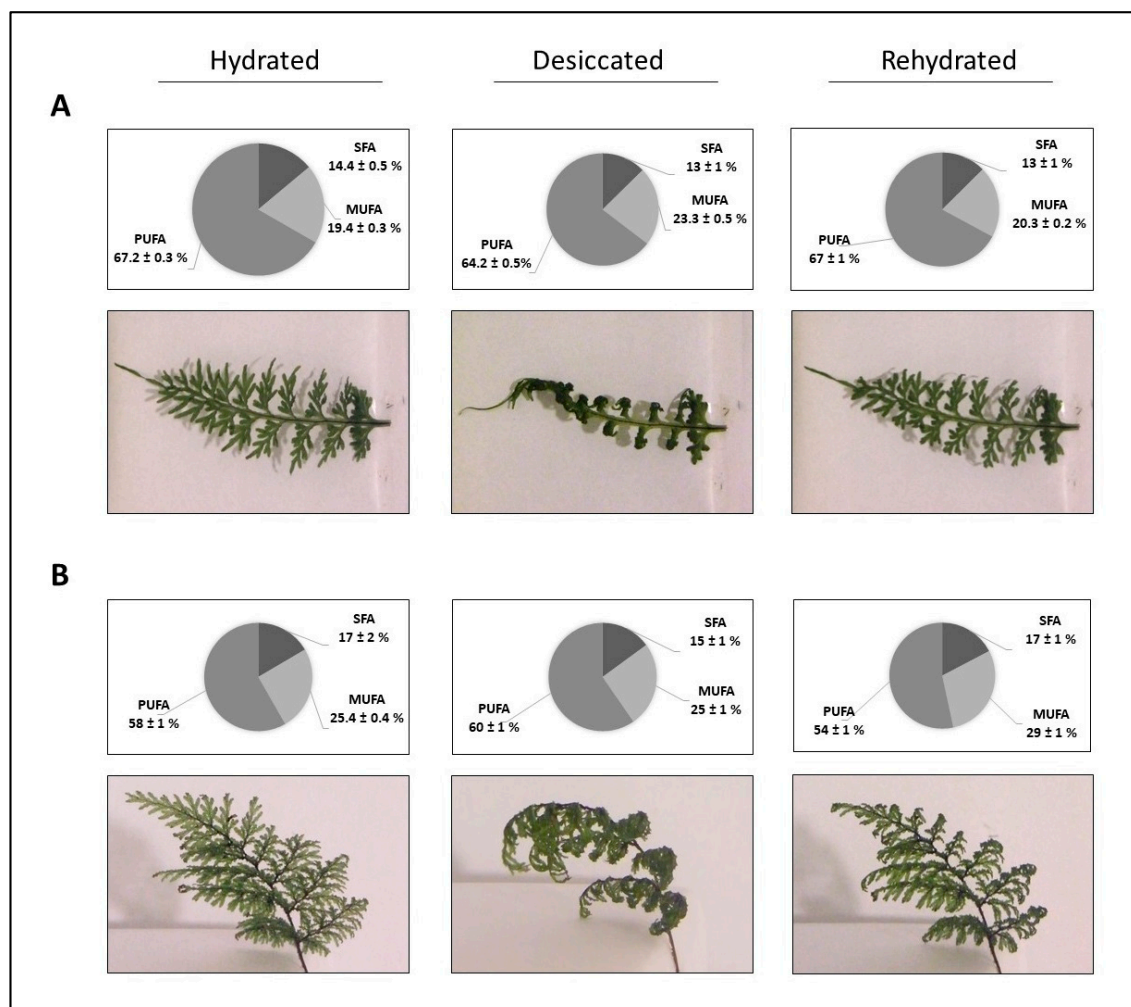 Hydrated
Desiccated
Rehydrated
A
SFA
14.4 ± 0.5 %
MUFA
19.4 ± 0.3 %
PUFA
67.2 ± 0.3 %
SFA
13 ± 1 %
MUFA
23.3 ± 0.5 %
PUFA
64.2 ± 0.5%
SFA
13 ± 1 %
MUFA
20.3 ± 0.2 %
PUFA
67 ± 1 %
B
SFA
17 ± 2 %
MUFA
25.4 ± 0.4 %
PUFA
58 ± 1 %
SFA
15 ± 1 %
MUFA
25 ± 1 %
PUFA
60 ± 1 %
SFA
17 ± 1 %
MUFA
29 ± 1 %
PUFA
54 ± 1 %